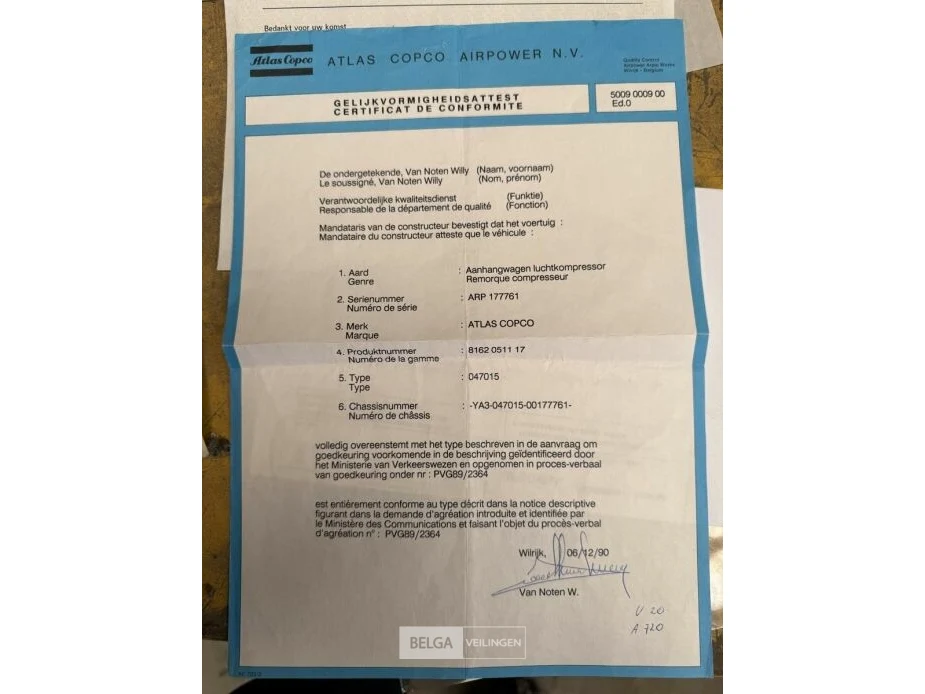 Bedankt voor uw komst
Atlas Copco
ATLAS COPCO AIRPOWER N.V.
Quality Control
Wilrijk - Belgium
GELIJKVORMIGHEIDSATTEST
CERTIFICAT DE CONFORMITE
5009 0009 00
Ed.0
De ondergetekende, Van Noten Willy (Naam, voornaam)
Le soussigné, Van Noten Willy (Nom, prénom)
Verantwoordelijke kwaliteitsdienst (Funktie)
Responsable de la département de qualité (Fonction)
Mandataris van de constructeur bevestigt dat het voertuig :
Mandataire du constructeur atteste que le véhicule :
1. Aard : Aanhangwagen luchtkompressor
Genre Remorque compresseur
2. Serienummer : ARP 177761
Numéro de série
3. Merk : ATLAS COPCO
Marque
4. Produktnummer : 8162 0511 17
Numéro de la gamme
5. Type : 047015
Type
6. Chassisnummer : -YA3-047015-00177761-
Numéro de châssis
volledig overeenstemt met het type beschreven in de aanvraag om
goedkeuring voorkomende in de beschrijving geïdentificeerd door
het Ministerie van Verkeerswezen en opgenomen in proces-verbaal
van goedkeuring onder nr : PVG89/2364
est entiérement conforme au type décrit dans la notice descriptive
figurant dans la demande d'agréation introduite et identifiée par
le Ministère des Communications et faisant l'objet du procès-verbal
d'agréation n° : PVG89/2364
Wilrijk, 06/12/90
Van Noten W.
V 20
A 720
BELGA VEILINGEN